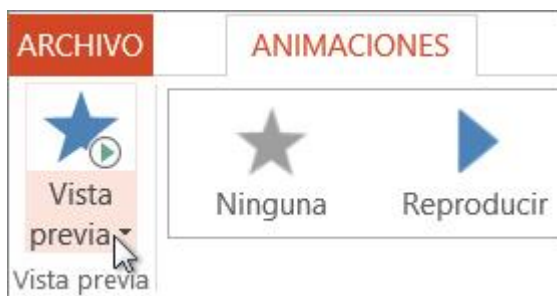 ARCHIVO ANIMACIONES
Vista
previa
Ninguna Reproducir
Vista previa